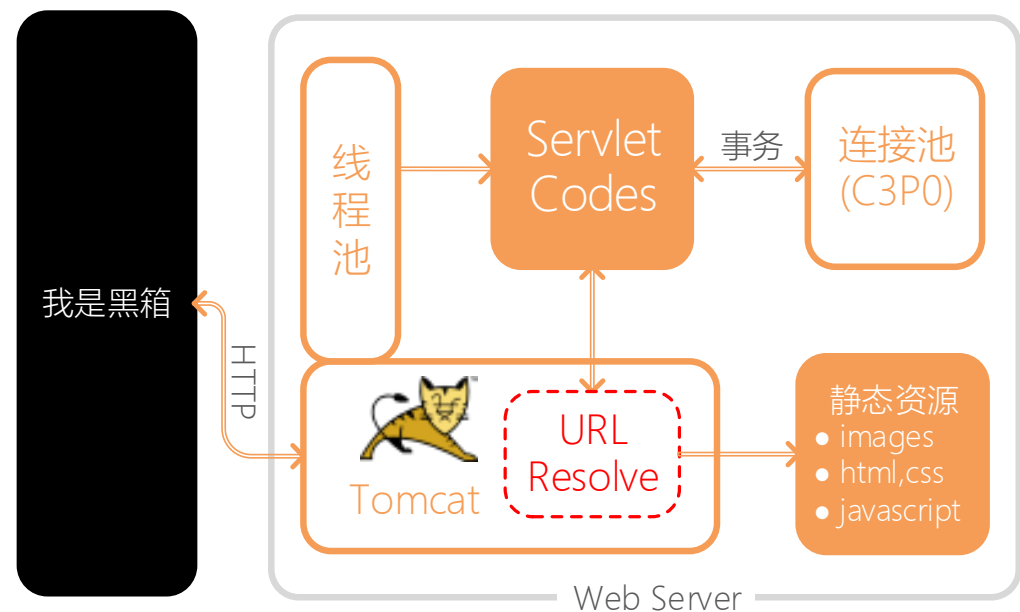 我是黑箱
HTTP
线
程
池
Servlet
Codes
事务
连接池
(C3P0)
Tomcat
URL
Resolve
静态资源
● images
● html,css
● javascript
Web Server